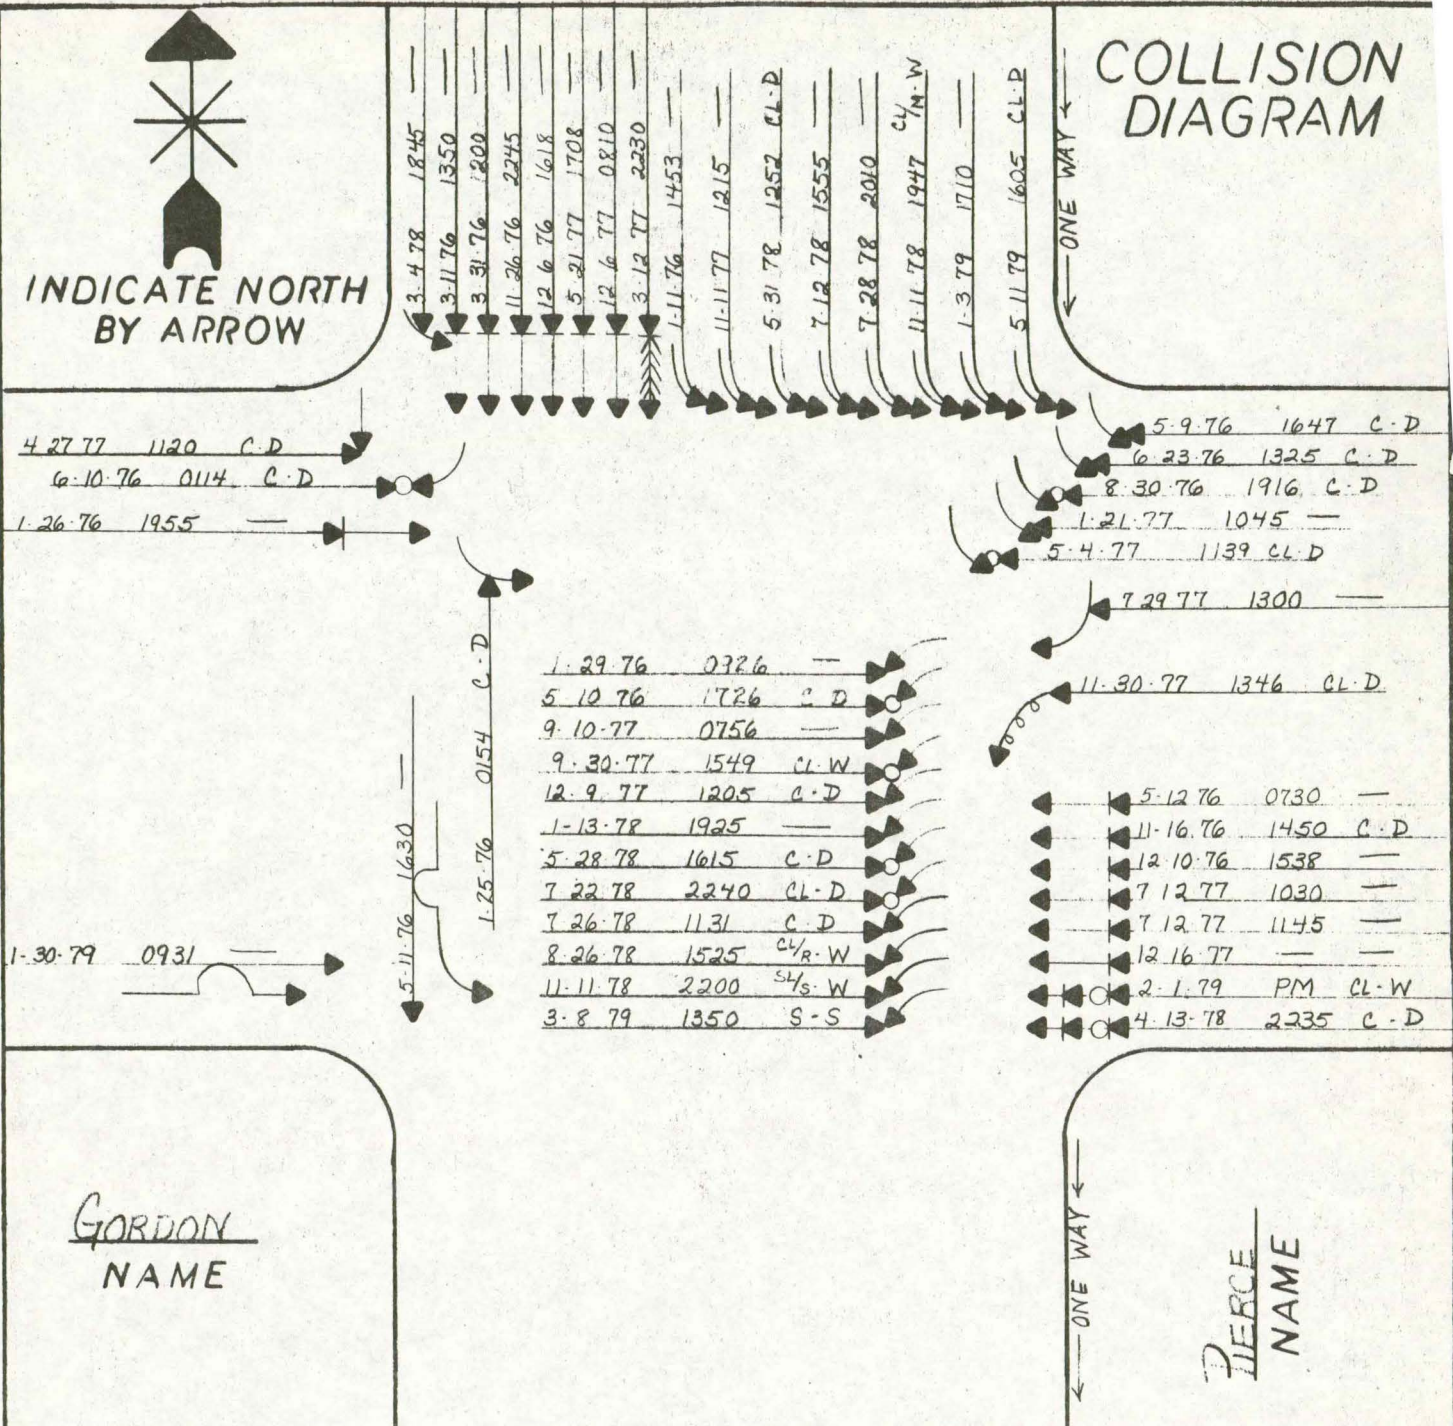 COLLISION
DIAGRAM
INDICATE NORTH
BY ARROW
3·4·78 1845 —
3·11·76 1350 —
3·31·76 1200 —
11·26·76 2245 —
12·6·76 1618 —
5·21·77 1708 —
12·6·77 0810 —
3·12·77 2230 —
1·11·76 1453 —
11·11·77 1215 —
5·31·78 1252 CL·D
7·12·78 1555 —
7·28·78 2010 —
11·11·78 1947 CL/M·W
1·3·79 1710 —
5·11·79 1605 CL·D
ONE WAY
4·27·77 1120 C·D
6·10·76 0114 C·D
1·26·76 1955 —
5·9·76 1647 C·D
6·23·76 1325 C·D
8·30·76 1916 C·D
1·21·77 1045 —
5·4·77 1139 CL·D
7·29·77 1300 —
11·30·77 1346 CL·D
1·29·76 —
5·10·76 1726 C·D
9·10·77 0756 —
9·30·77 1549 CL·W
12·9·77 1205 C·D
1-13·78 1925 —
5·28·78 1615 C·D
7·22·78 2240 CL·D
7·26·78 1131 C·D
8·26·78 1525 CL/R·W
11·11·78 2200 SL/S·W
3·8·79 1350 S-S
5·11·76 1630 —
1·25·76 0154 C·D
1·30·79 0931 —
5·12·76 0730 —
11·16·76 1450 C·D
12·10·76 1538 —
7·12·77 1030 —
7·12·77 1145 —
12·16·77 — —
2·1·79 PM CL·W
4·13·78 2235 C·D
GORDON
NAME
ONE WAY
PIERCE
NAME